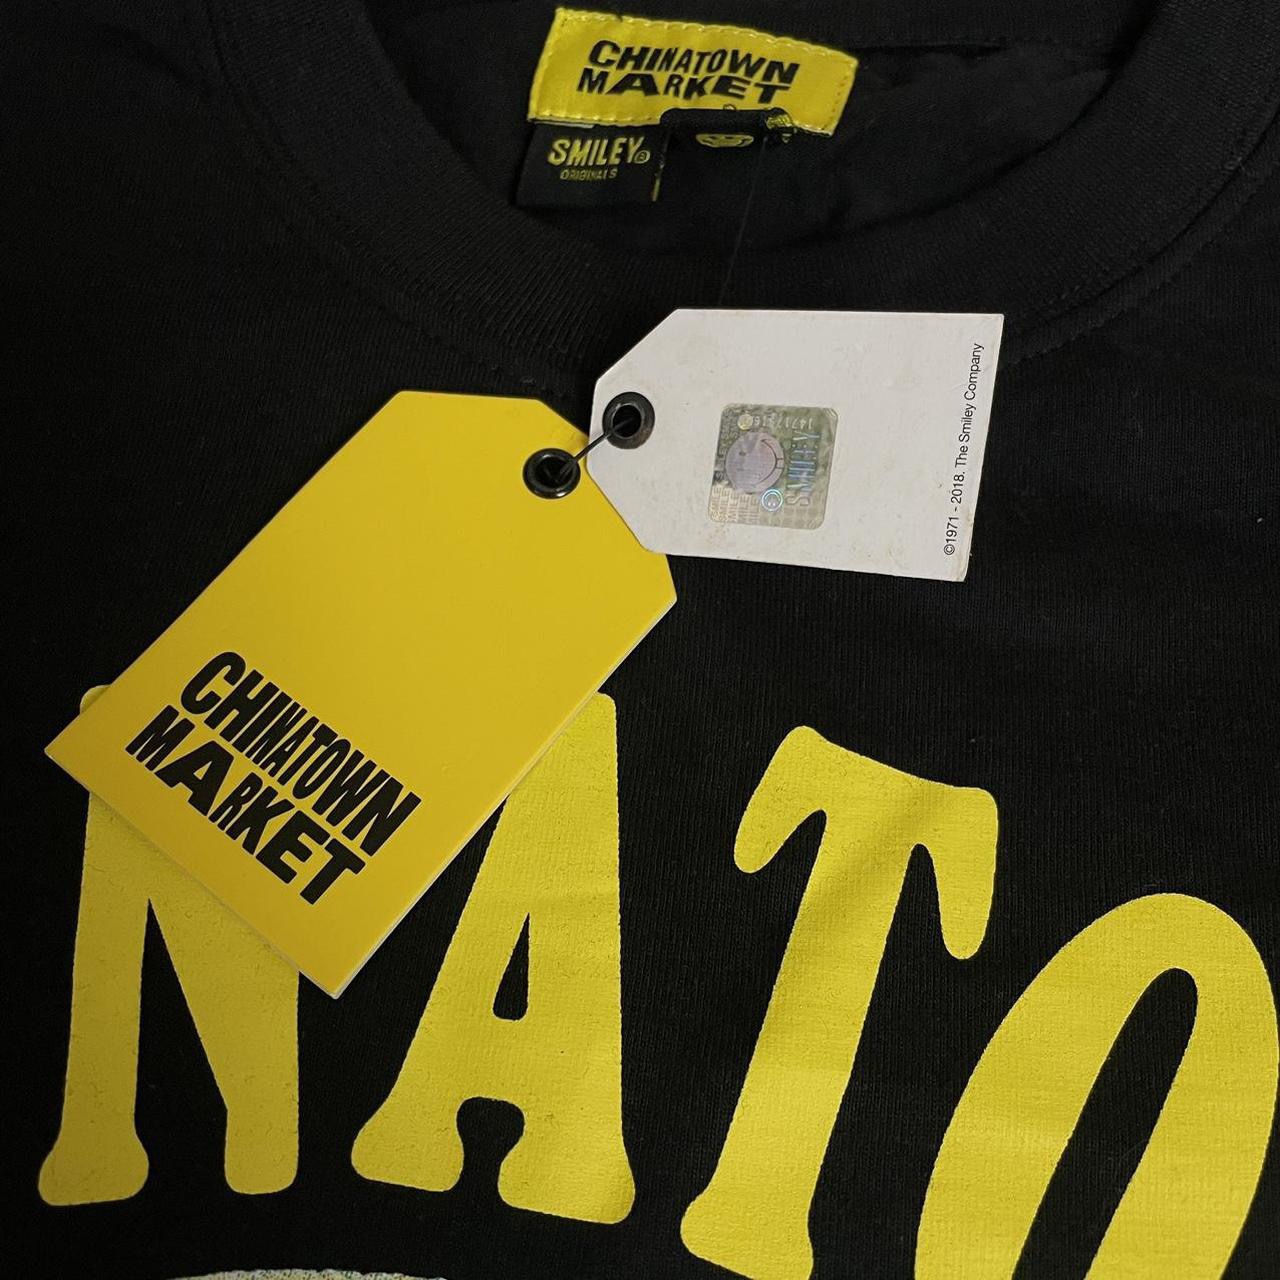 CHINATOWN
MARKET
SMILEY®
ORIGINALS
©1971 - 2018. The Smiley Company
SMILEY
CHINATOWN
MARKET
NATO